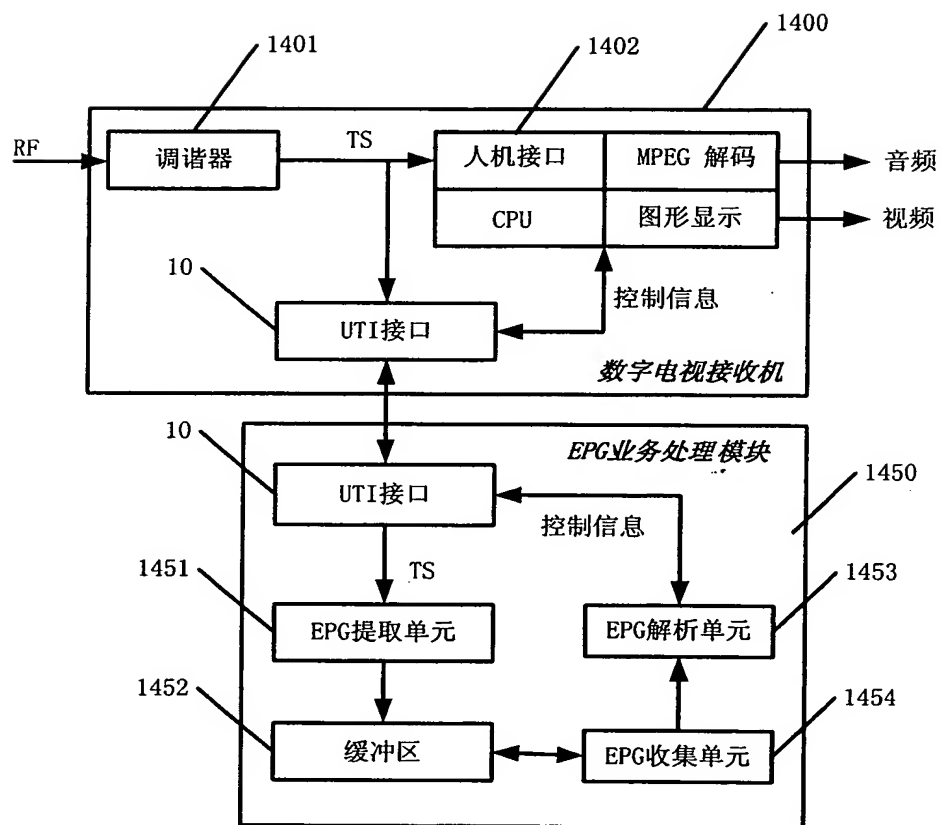 1401
1402
1400
RF
调谐器
TS
人机接口
MPEG 解码
音频
CPU
图形显示
视频
10
UTI接口
控制信息
数字电视接收机
10
EPG业务处理模块
UTI接口
1450
控制信息
1451
TS
1453
EPG提取单元
EPG解析单元
1452
1454
缓冲区
EPG收集单元